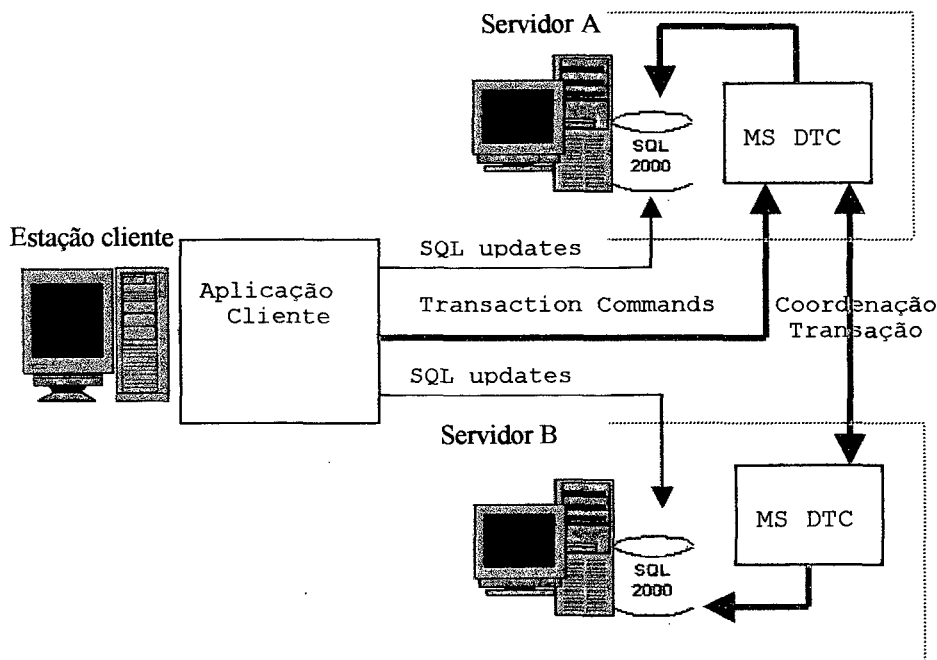 Servidor A
MS DTC
SQL
2000
Estação cliente
Aplicação
Cliente
SQL updates
Transaction Commands
Coordenação
Transação
SQL updates
Servidor B
MS DTC
SQL
2000